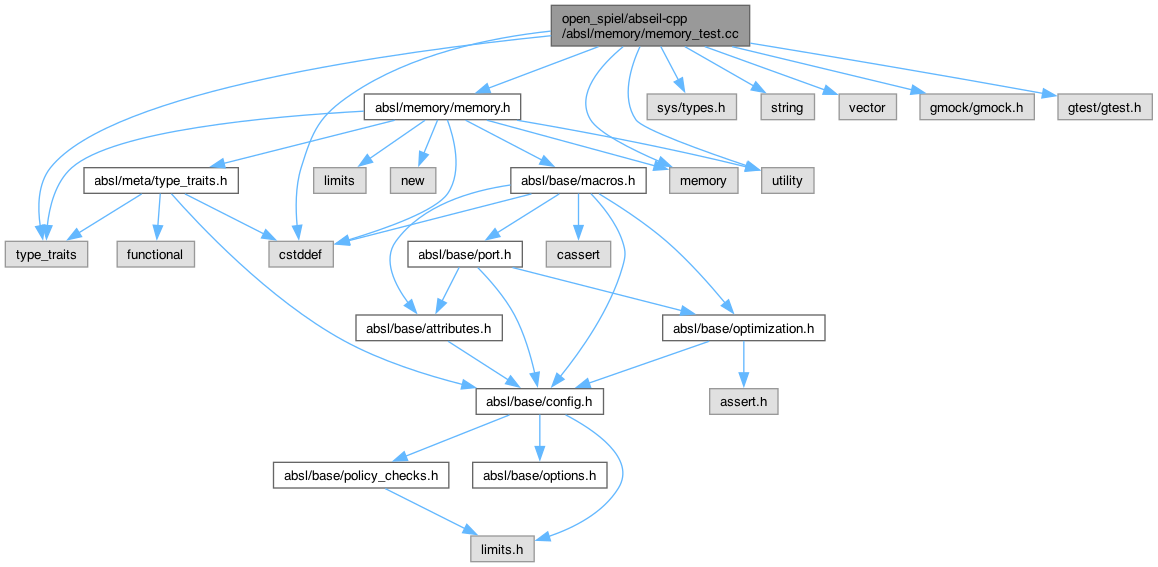 open_spiel/abseil-cpp
/absl/memory/memory_test.cc
absl/memory/memory.h
sys/types.h
string
vector
gmock/gmock.h
gtest/gtest.h
absl/meta/type_traits.h
limits
new
absl/base/macros.h
memory
utility
type_traits
functional
cstddef
absl/base/port.h
cassert
absl/base/attributes.h
absl/base/optimization.h
absl/base/config.h
assert.h
absl/base/policy_checks.h
absl/base/options.h
limits.h